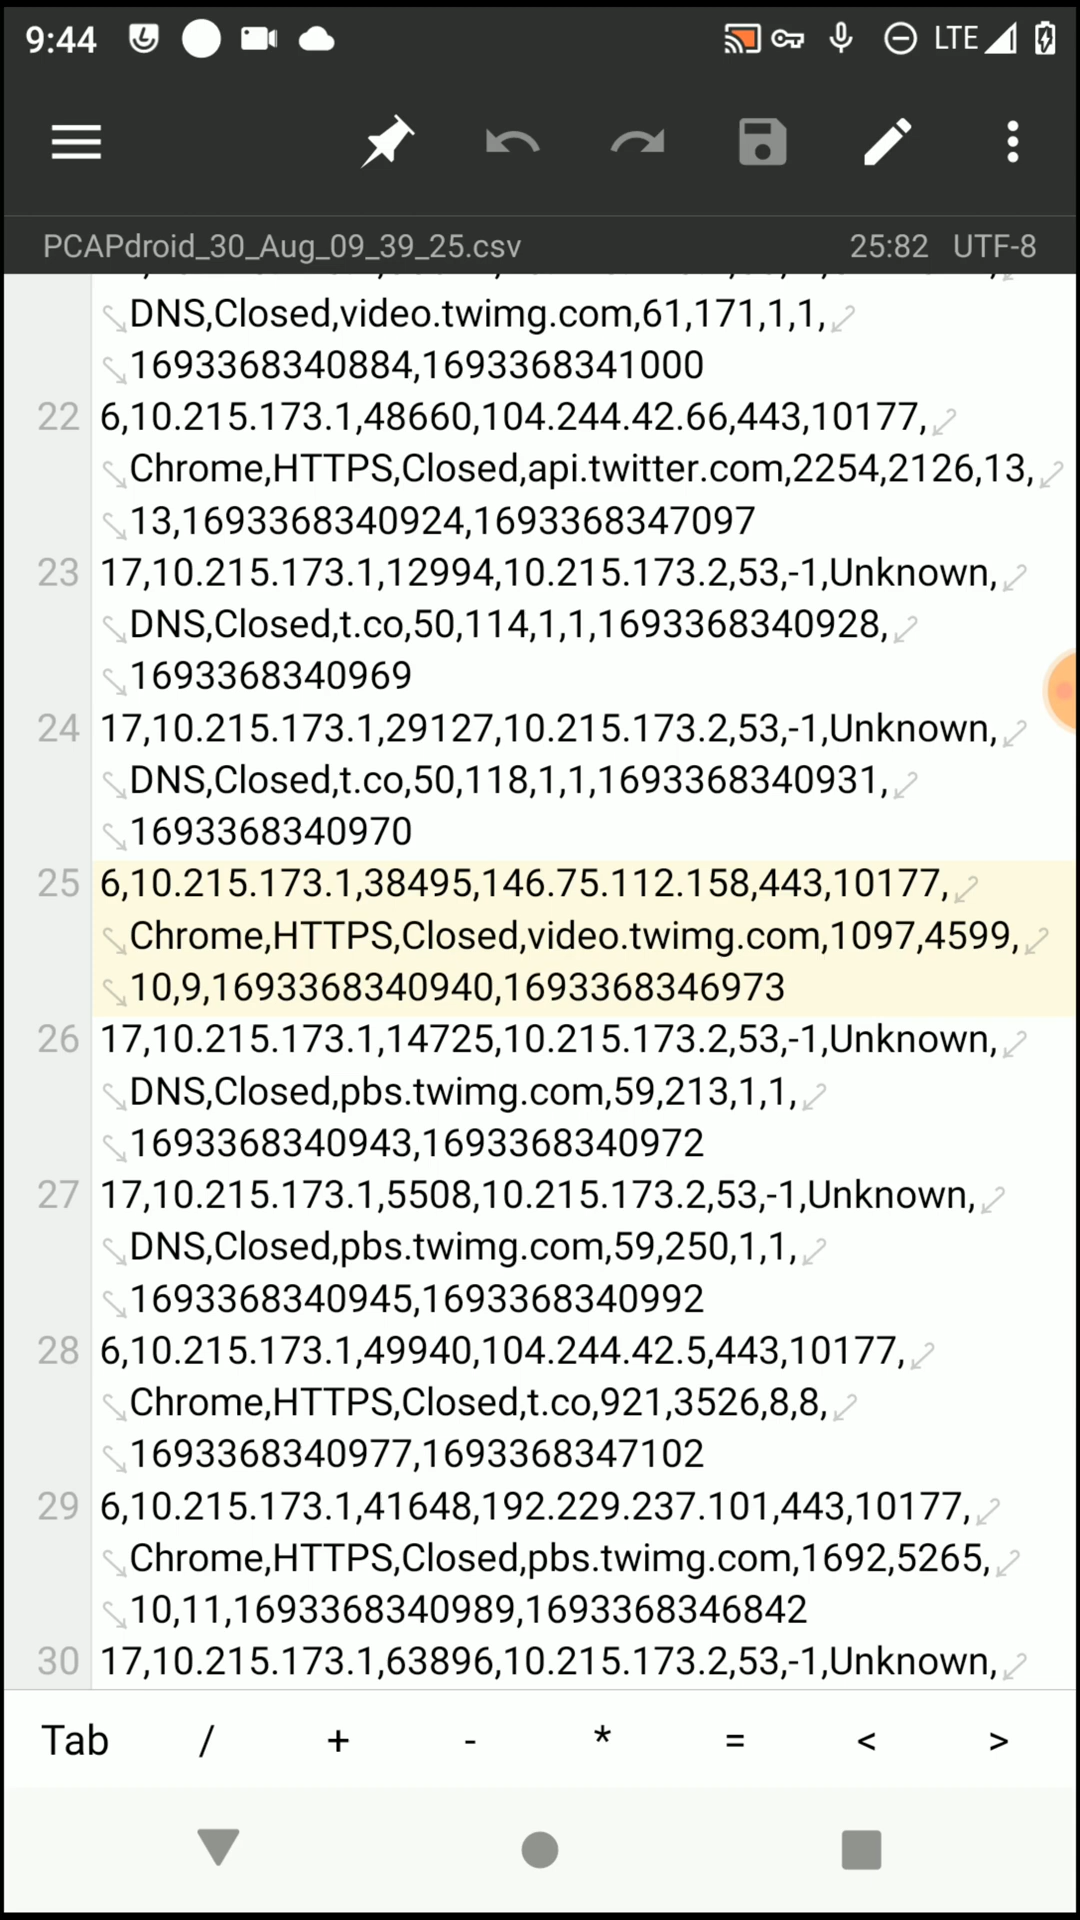 9:44
LTE
PCAPdroid_30_Aug_09_39_25.csv 25:82 UTF-8
DNS,Closed,video.twimg.com,61,171,1,1,
1693368340884,1693368341000
22 6,10.215.173.1,48660,104.244.42.66,443,10177,
Chrome,HTTPS,Closed,api.twitter.com,2254,2126,13,
13,1693368340924,1693368347097
23 17,10.215.173.1,12994,10.215.173.2,53,-1,Unknown,
DNS,Closed,t.co,50,114,1,1,1693368340928,
1693368340969
24 17,10.215.173.1,29127,10.215.173.2,53,-1,Unknown,
DNS,Closed,t.co,50,118,1,1,1693368340931,
1693368340970
25 6,10.215.173.1,38495,146.75.112.158,443,10177,
Chrome,HTTPS,Closed,video.twimg.com,1097,4599,
10,9,1693368340940,1693368346973
26 17,10.215.173.1,14725,10.215.173.2,53,-1,Unknown,
DNS,Closed,pbs.twimg.com,59,213,1,1,
1693368340943,1693368340972
27 17,10.215.173.1,5508,10.215.173.2,53,-1,Unknown,
DNS,Closed,pbs.twimg.com,59,250,1,1,
1693368340945,1693368340992
28 6,10.215.173.1,49940,104.244.42.5,443,10177,
Chrome,HTTPS,Closed,t.co,921,3526,8,8,
1693368340977,1693368347102
29 6,10.215.173.1,41648,192.229.237.101,443,10177,
Chrome,HTTPS,Closed,pbs.twimg.com,1692,5265,
10,11,1693368340989,1693368346842
30 17,10.215.173.1,63896,10.215.173.2,53,-1,Unknown,
Tab / + - * = < >